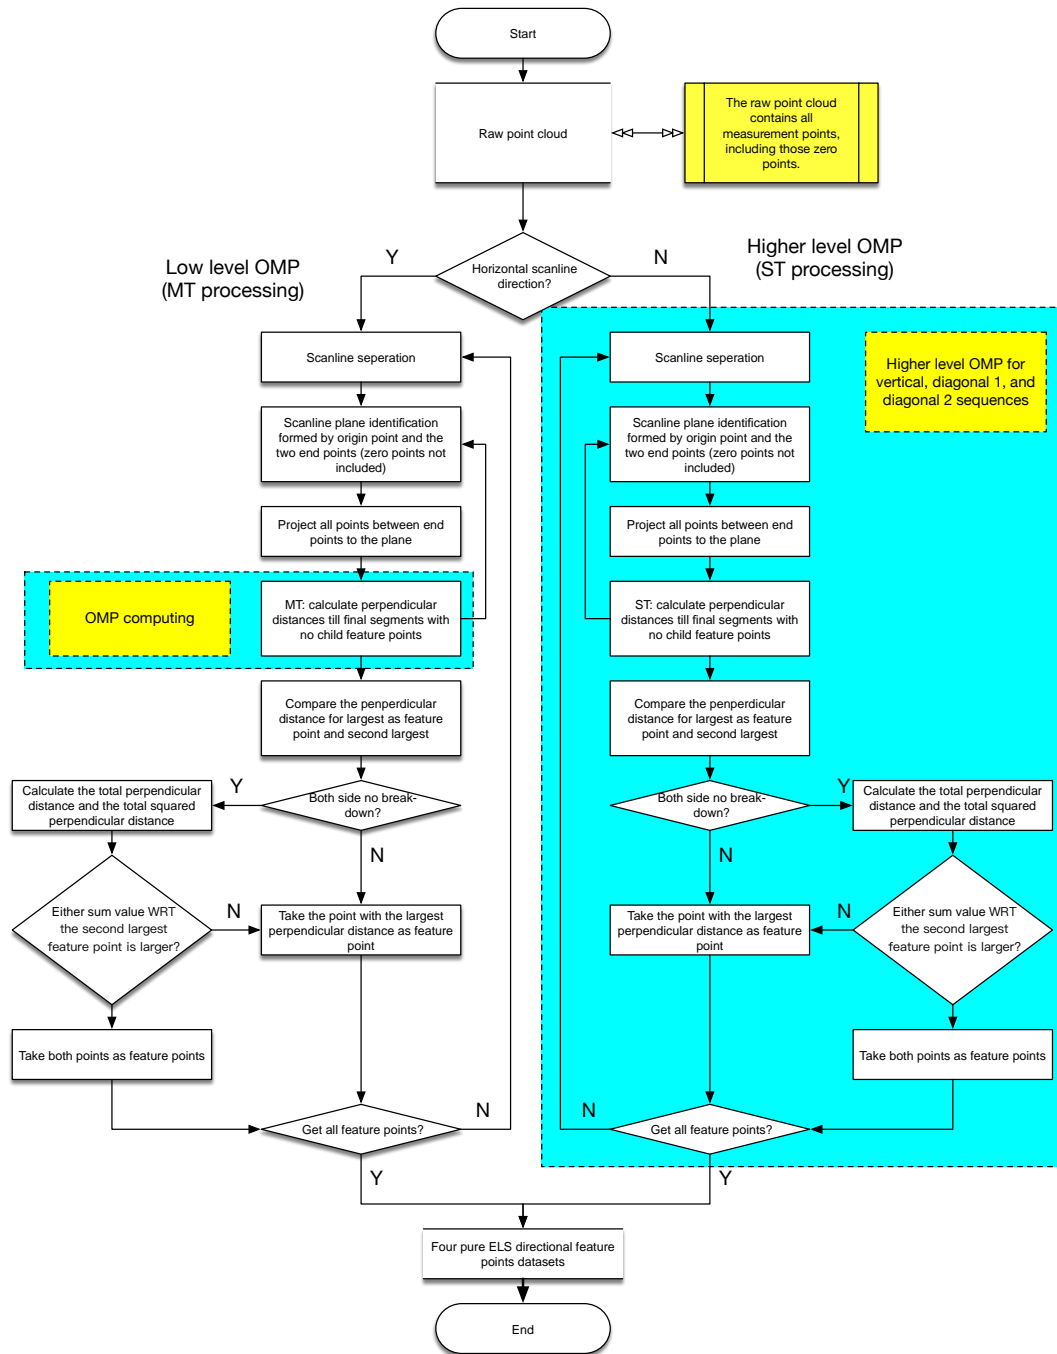 Start
Raw point cloud
The raw point cloud
contains all
measurement points,
including those zero
points.
Low level OMP
(MT processing)
Y
Horizontal scanline
direction?
N
Higher level OMP
(ST processing)
Scanline seperation
Scanline plane identification
formed by origin point and the
two end points (zero points not
included)
Project all points between end
points to the plane
OMP computing
MT: calculate perpendicular
distances till final segments with
no child feature points
Compare the penperdicular
distance for largest as feature
point and second largest
Both side no break-
down?
Y
N
Calculate the total perpendicular
distance and the total squared
perpendicular distance
Either sum value WRT
the second largest
feature point is larger?
N
Take the point with the largest
perpendicular distance as feature
point
Take both points as feature points
Get all feature points?
N
Y
Scanline seperation
Higher level OMP for
vertical, diagonal 1, and
diagonal 2 sequences
Scanline plane identification
formed by origin point and the
two end points (zero points not
included)
Project all points between end
points to the plane
ST: calculate perpendicular
distances till final segments with
no child feature points
Compare the penperdicular
distance for largest as feature
point and second largest
Both side no break-
down?
Y
N
Calculate the total perpendicular
distance and the total squared
perpendicular distance
Either sum value WRT
the second largest
feature point is larger?
N
Take the point with the largest
perpendicular distance as feature
point
Take both points as feature points
Get all feature points?
N
Y
Four pure ELS directional feature
points datasets
End